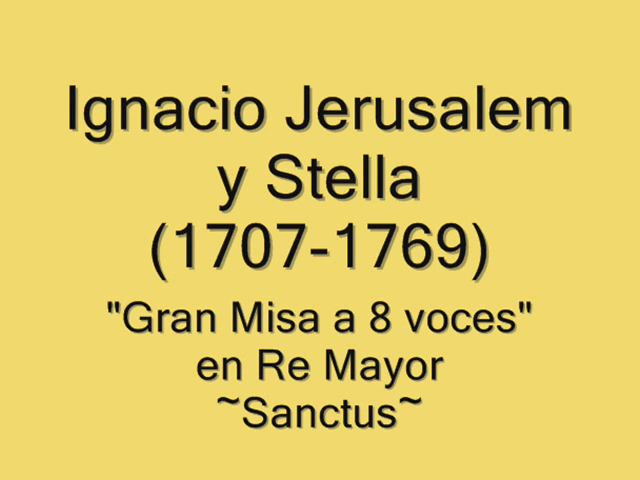 Ignacio Jerusalem
y Stella
(1707-1769)
"Gran Misa a 8 voces"
en Re Mayor
~Sanctus~